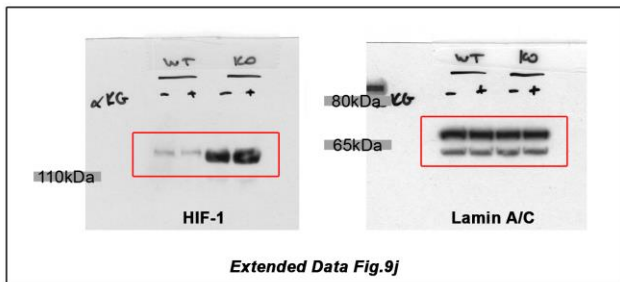 WT KO
αKG - + - +
110kDa
HIF-1
WT KO
80kDa KG - + - +
65kDa
Lamin A/C
Extended Data Fig.9j